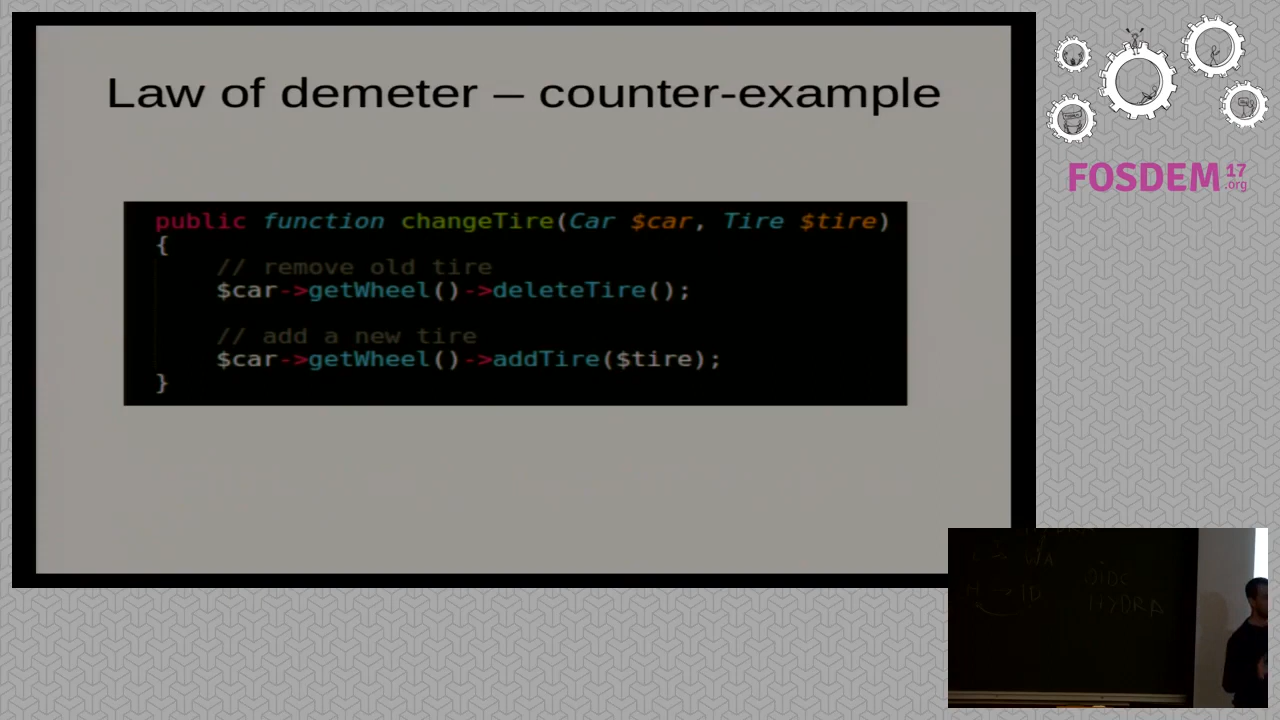 Law of demeter – counter-example
public function changeTire(Car $car, Tire $tire)
{
// remove old tire
$car->getWheel()->deleteTire();
// add a new tire
$car->getWheel()->addTire($tire);
}
FOSDEM 17
.org
HYDRA